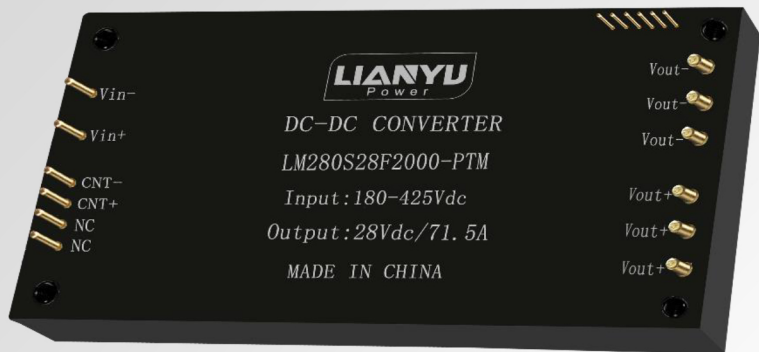 LIANYU
Power
DC-DC CONVERTER
LM280S28F2000-PTM
Input:180-425Vdc
Output:28Vdc/71.5A
MADE IN CHINA
Vin-
Vin+
CNT-
CNT+
NC
NC
Vout-
Vout-
Vout-
Vout+
Vout+
Vout+